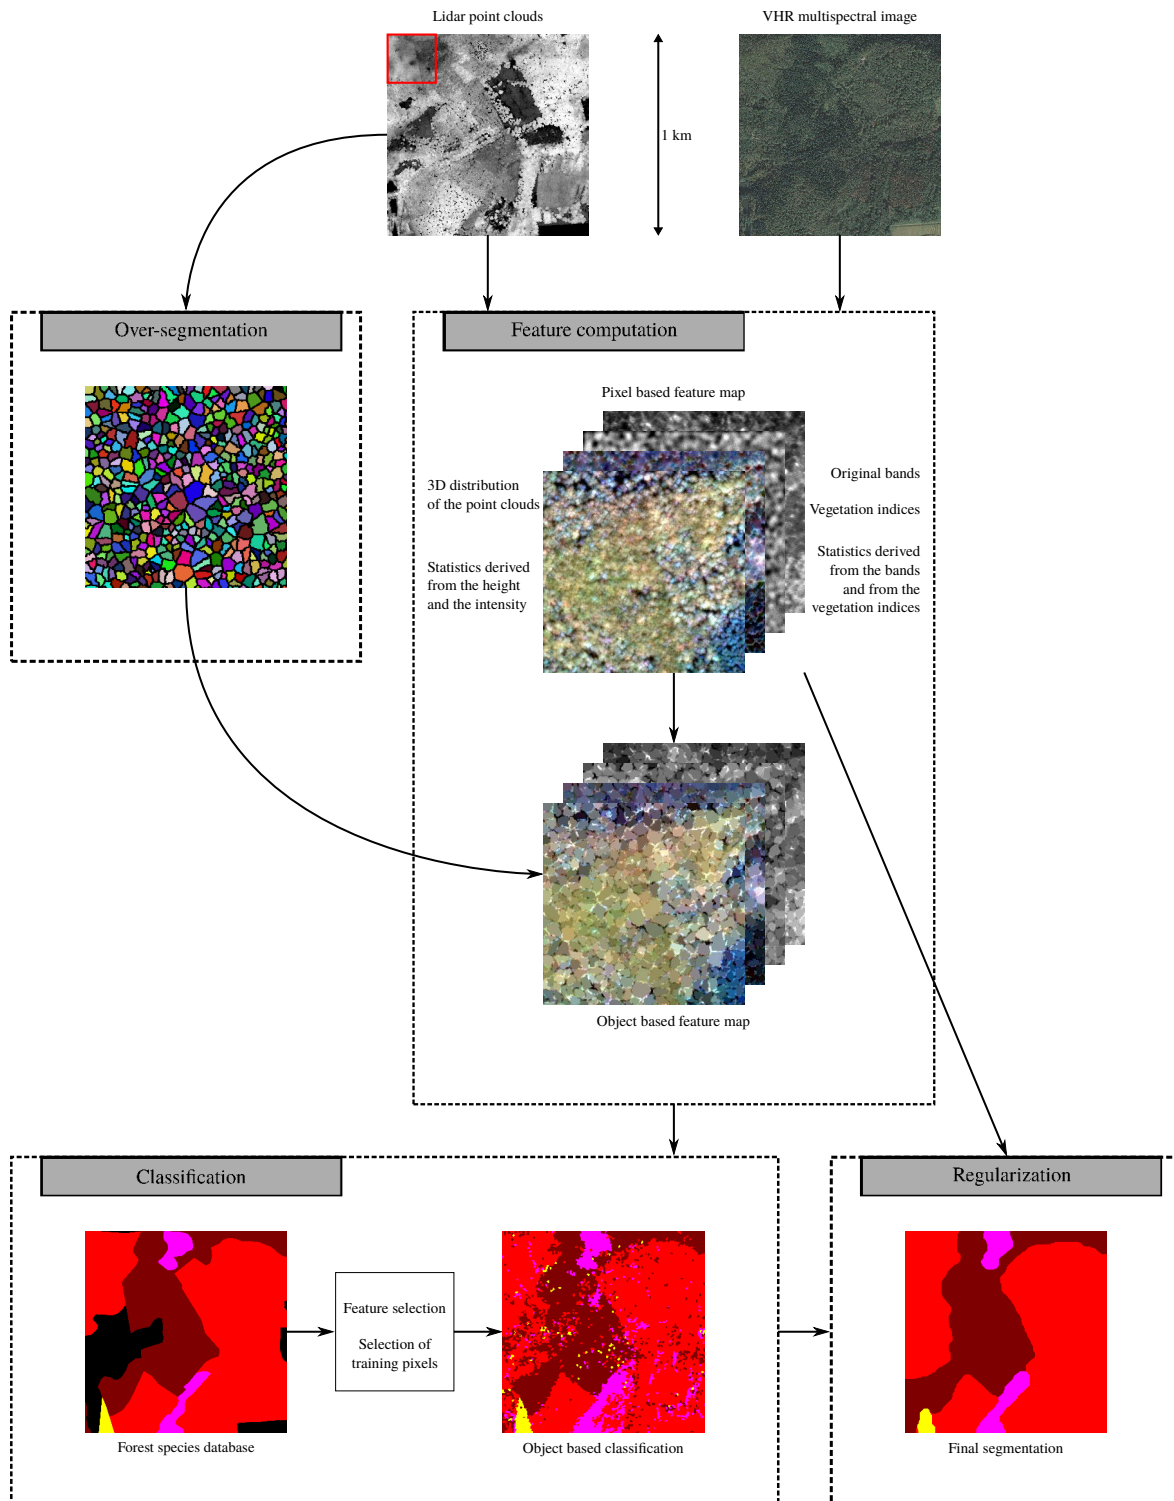 Lidar point clouds
VHR multispectral image
1 km
Over-segmentation
Feature computation
Pixel based feature map
3D distribution
of the point clouds
Statistics derived
from the height
and the intensity
Original bands
Vegetation indices
Statistics derived
from the bands
and from the
vegetation indices
Object based feature map
Classification
Regularization
Feature selection
Selection of
training pixels
Forest species database
Object based classification
Final segmentation